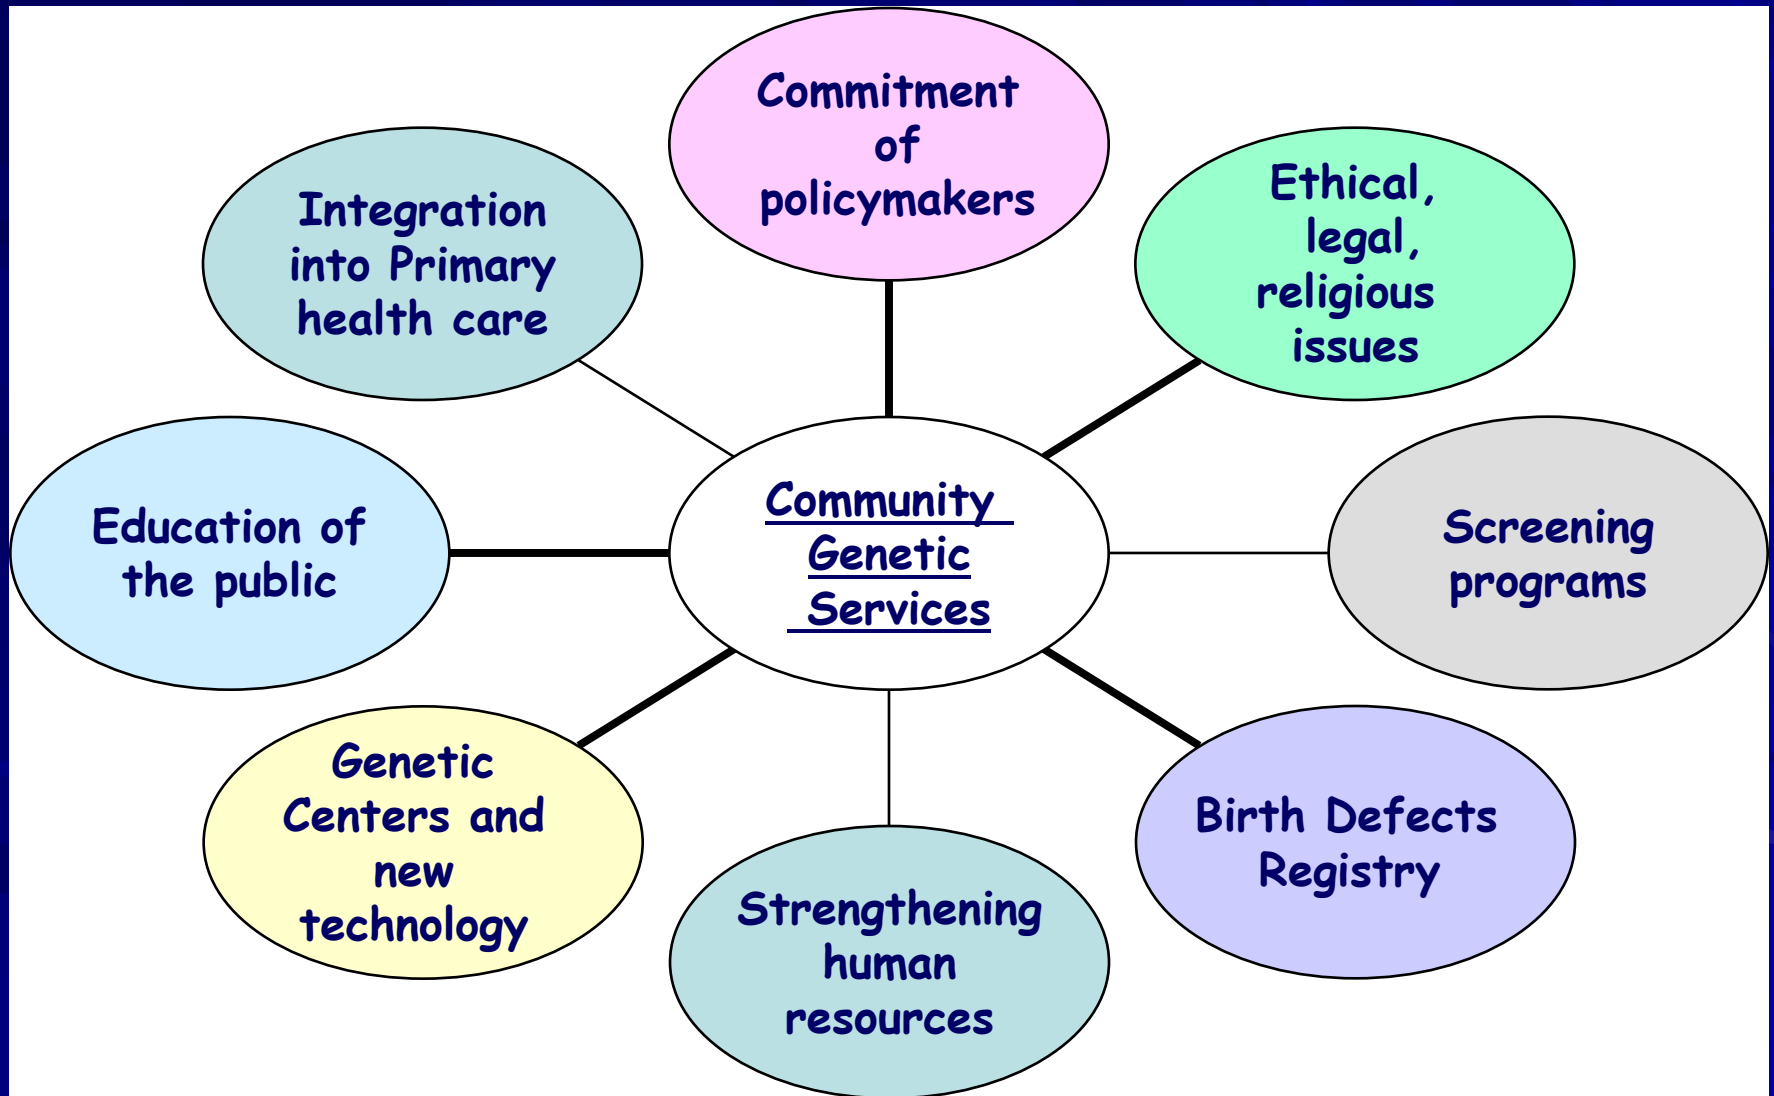 Commitment
of
policymakers
Ethical,
legal,
religious
issues
Integration
into Primary
health care
Community
Genetic
Services
Education of
the public
Screening
programs
Genetic
Centers and
new
technology
Birth Defects
Registry
Strengthening
human
resources